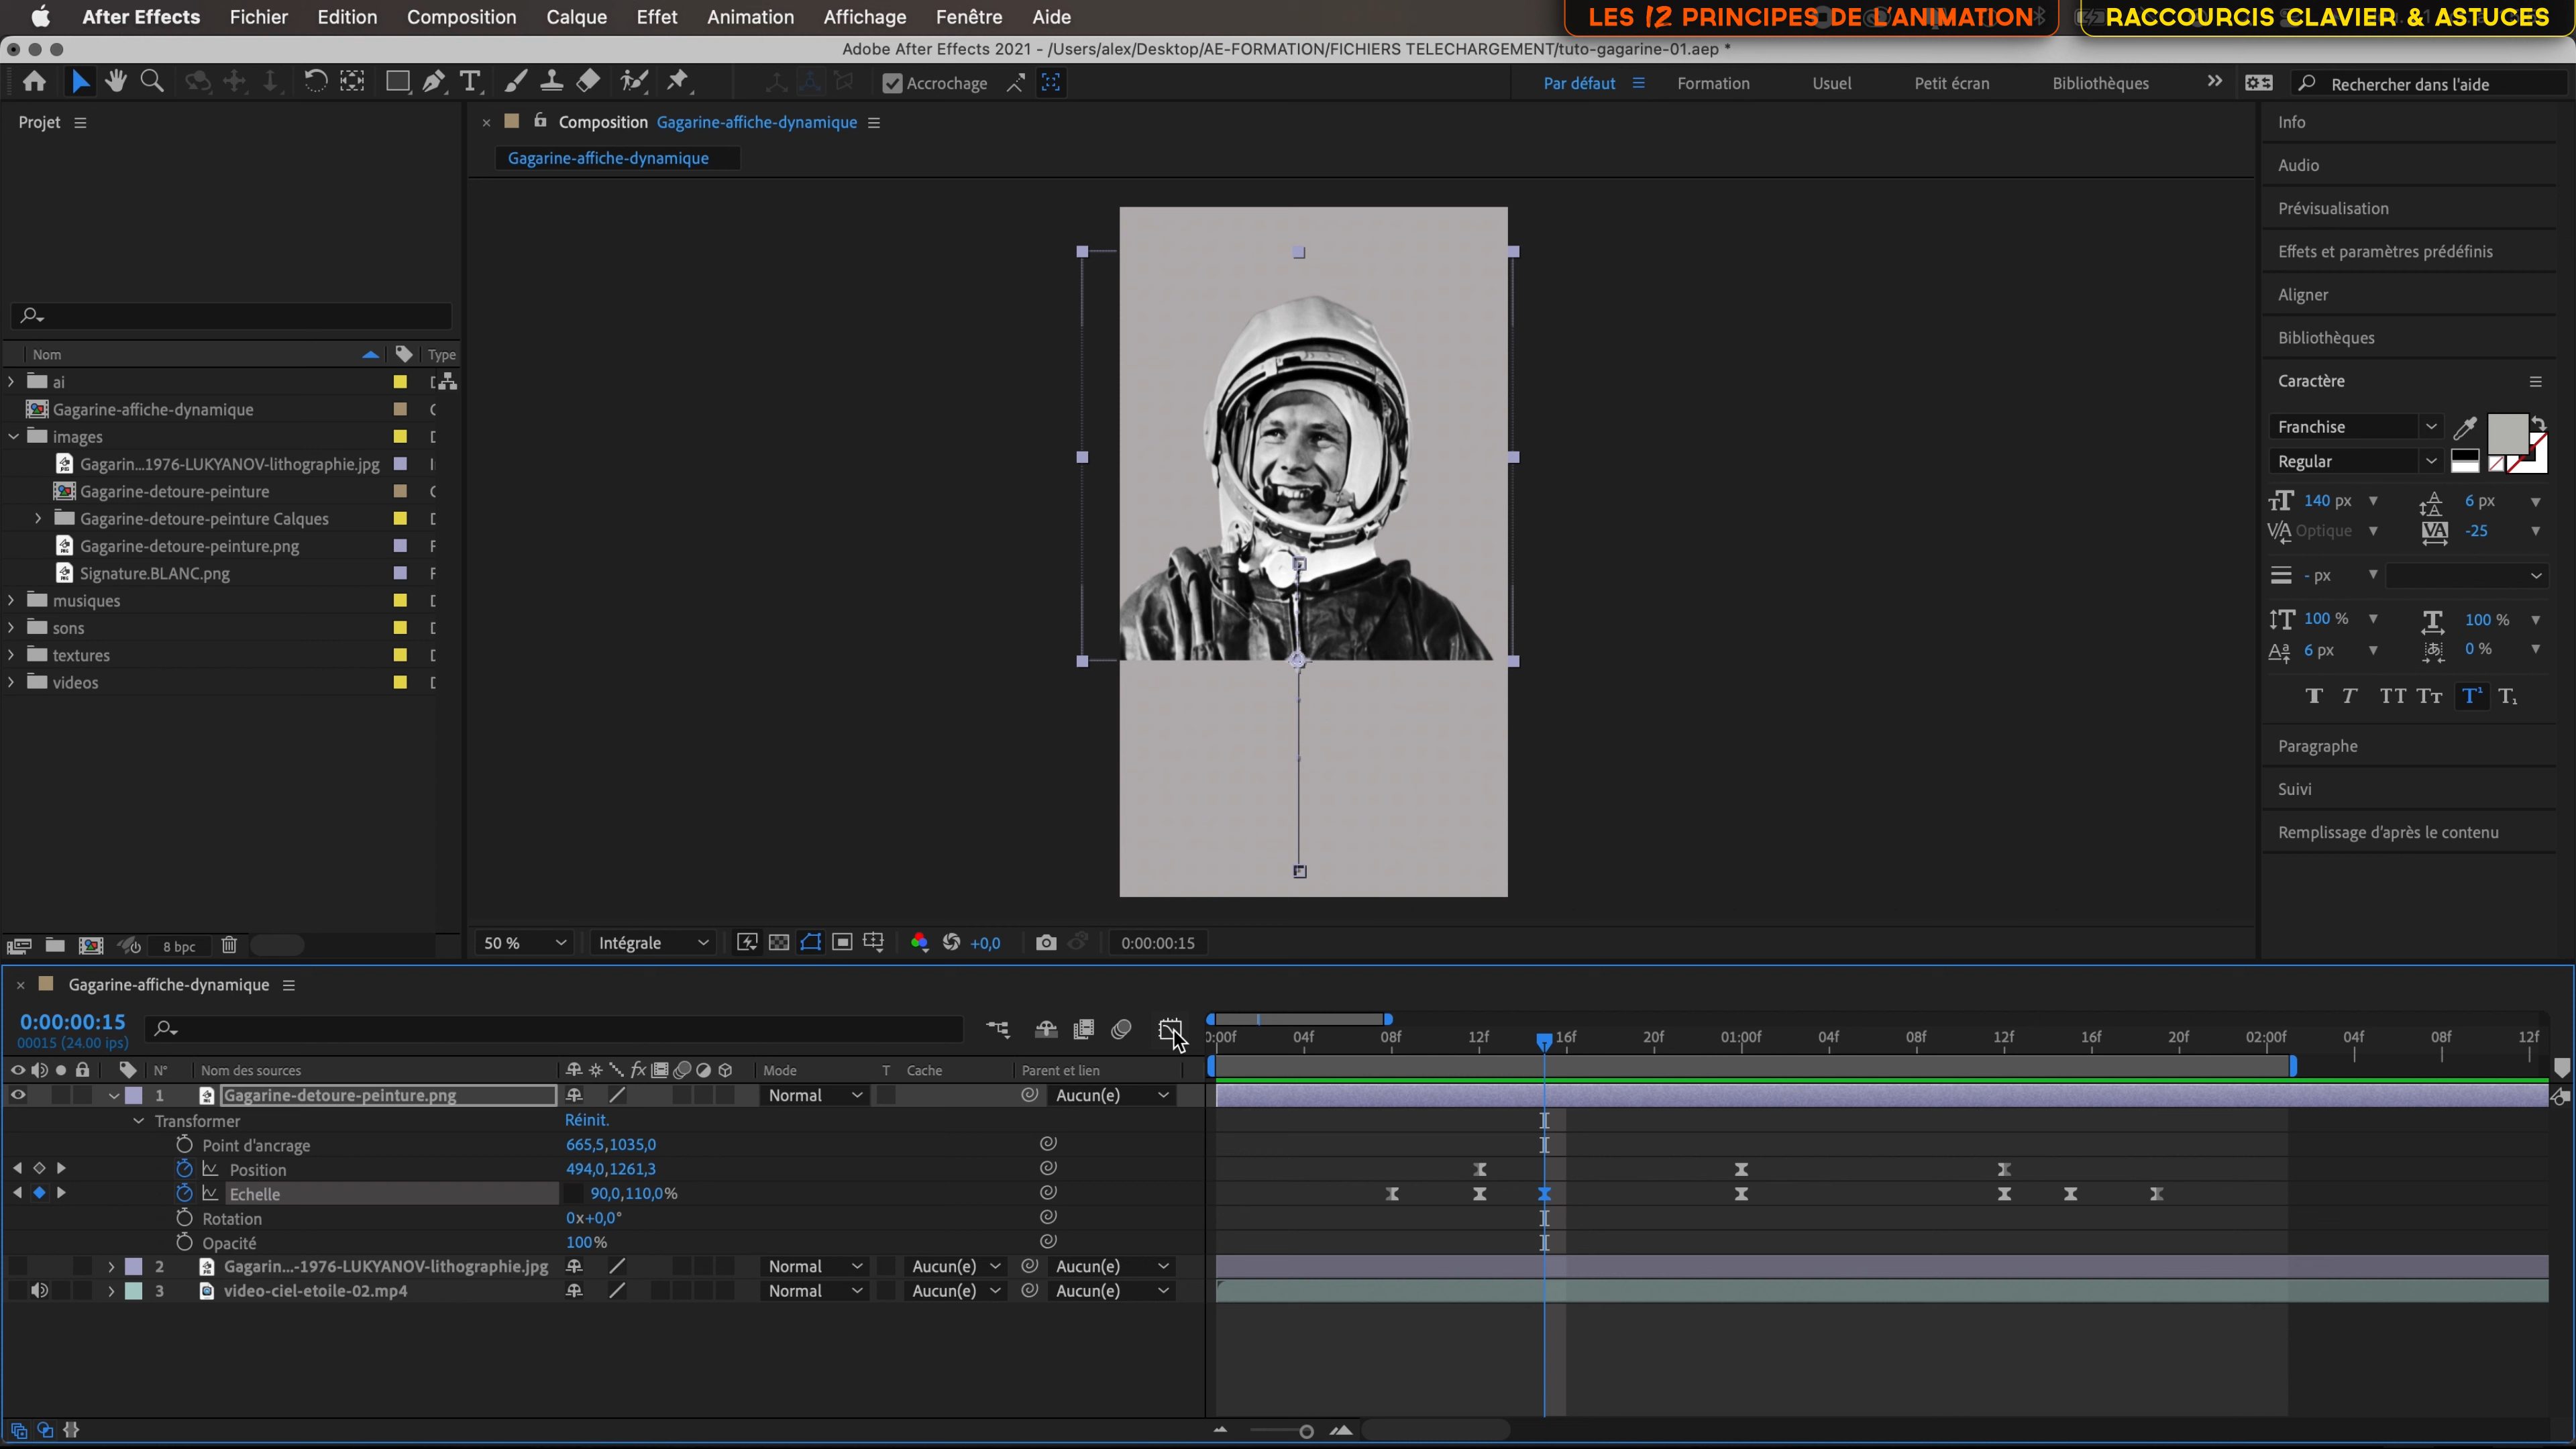 After Effects Fichier Edition Composition Calque Effet Animation Affichage Fenêtre Aide
LES 12 PRINCIPES DE L'ANIMATION
RACCOURCIS CLAVIER & ASTUCES
Adobe After Effects 2021 - /Users/alex/Desktop/AE-FORMATION/FICHIERS TELECHARGEMENT/tuto-gagarine-01.aep *
Accrochage
Par défaut Formation Usuel Petit écran Bibliothèques
Rechercher dans l'aide
Projet
Composition Gagarine-affiche-dynamique
Gagarine-affiche-dynamique
Nom Type
ai
Gagarine-affiche-dynamique
images
Gagarin...1976-LUKYANOV-lithographie.jpg
Gagarine-detoure-peinture
Gagarine-detoure-peinture Calques
Gagarine-detoure-peinture.png
Signature.BLANC.png
musiques
sons
textures
videos
8 bpc
50 % Intégrale +0,0 0:00:00:15
Info
Audio
Prévisualisation
Effets et paramètres prédéfinis
Aligner
Bibliothèques
Caractère
Franchise
Regular
140 px 6 px
Optique -25
- px
100 % 100 %
6 px 0 %
Paragraphe
Suivi
Remplissage d'après le contenu
Gagarine-affiche-dynamique
0:00:00:15
00015 (24.00 ips)
0:00f 04f 08f 12f 16f 20f 01:00f 04f 08f 12f 16f 20f 02:00f 04f 08f 12f
N° Nom des sources Mode T Cache Parent et lien
1 Gagarine-detoure-peinture.png Normal Aucun(e)
Transformer Réinit.
Point d'ancrage 665,5,1035,0
Position 494,0,1261,3
Echelle 90,0,110,0%
Rotation 0x+0,0°
Opacité 100%
2 Gagarin...-1976-LUKYANOV-lithographie.jpg Normal Aucun(e) Aucun(e)
3 video-ciel-etoile-02.mp4 Normal Aucun(e) Aucun(e)